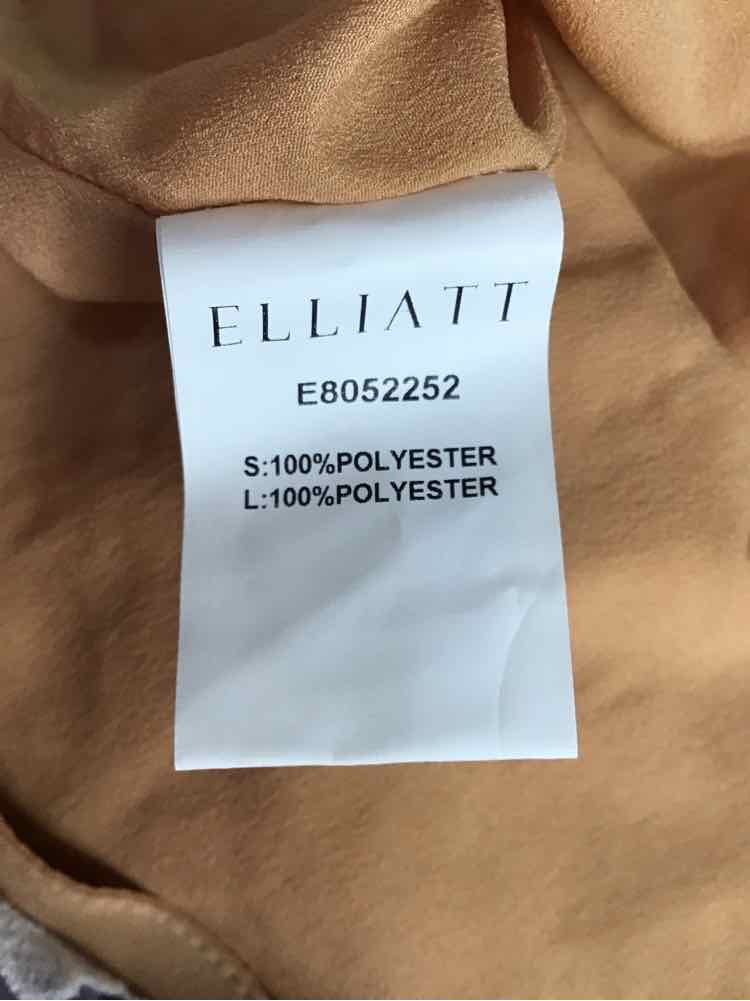 ELLIATT
E8052252
S:100%POLYESTER
L:100%POLYESTER